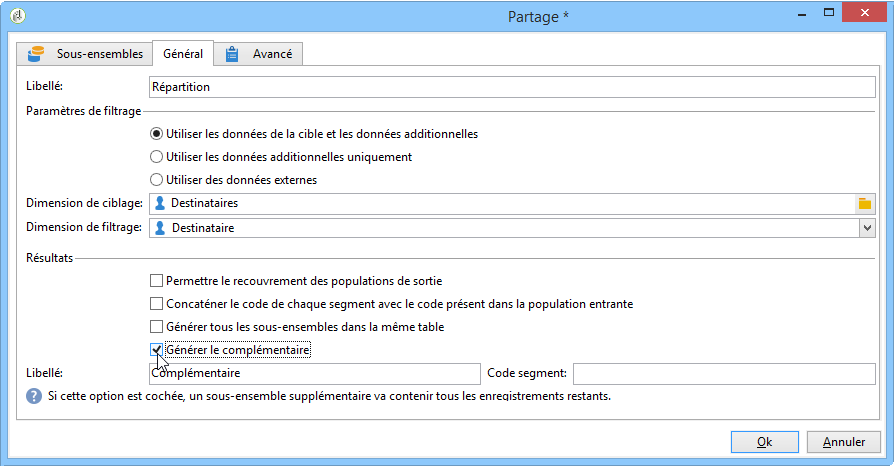 Partage *
Sous-ensembles Général Avancé
Libellé: Répartition
Paramètres de filtrage
Utiliser les données de la cible et les données additionnelles
Utiliser les données additionnelles uniquement
Utiliser des données externes
Dimension de ciblage: Destinataires
Dimension de filtrage: Destinataire
Résultats
Permettre le recouvrement des populations de sortie
Concaténer le code de chaque segment avec le code présent dans la population entrante
Générer tous les sous-ensembles dans la même table
Générer le complémentaire
Libellé: Complémentaire Code segment:
? Si cette option est cochée, un sous-ensemble supplémentaire va contenir tous les enregistrements restants.
Ok Annuler